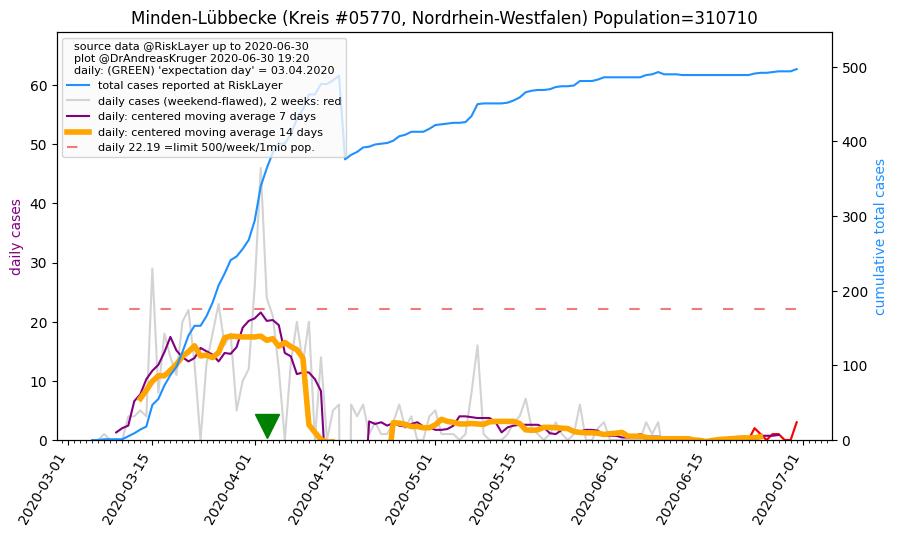 Minden-Lübbecke (Kreis #05770, Nordrhein-Westfalen) Population=310710
source data @RiskLayer up to 2020-06-30
plot @DrAndreasKruger 2020-06-30 19:20
daily: (GREEN) 'expectation day' = 03.04.2020
total cases reported at RiskLayer
daily cases (weekend-flawed), 2 weeks: red
daily: centered moving average 7 days
daily: centered moving average 14 days
daily 22.19 =limit 500/week/1mio pop.
daily cases
60
50
40
30
20
10
0
cumulative total cases
500
400
300
200
100
0
2020-03-01
2020-03-15
2020-04-01
2020-04-15
2020-05-01
2020-05-15
2020-06-01
2020-06-15
2020-07-01